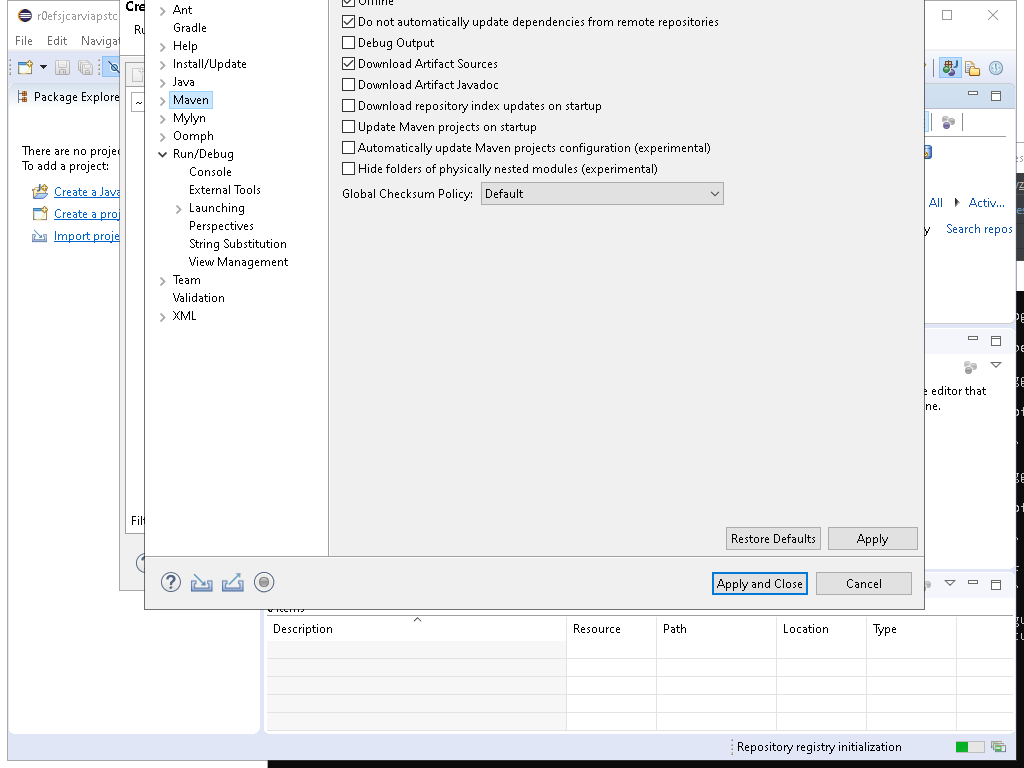 r0efsjcarviapstc
File Edit Navigat
Package Explore
There are no projec
To add a project:
Create a Java
Create a proj
Import proje
Cre
Ru
~
Filt
Ant
Gradle
Help
Install/Update
Java
Maven
Mylyn
Oomph
Run/Debug
Console
External Tools
Launching
Perspectives
String Substitution
View Management
Team
Validation
XML
Offline
Do not automatically update dependencies from remote repositories
Debug Output
Download Artifact Sources
Download Artifact Javadoc
Download repository index updates on startup
Update Maven projects on startup
Automatically update Maven projects configuration (experimental)
Hide folders of physically nested modules (experimental)
Global Checksum Policy: Default
Restore Defaults Apply
Apply and Close Cancel
All Activ...
y Search repos
e editor that
ne.
Description Resource Path Location Type
Repository registry initialization